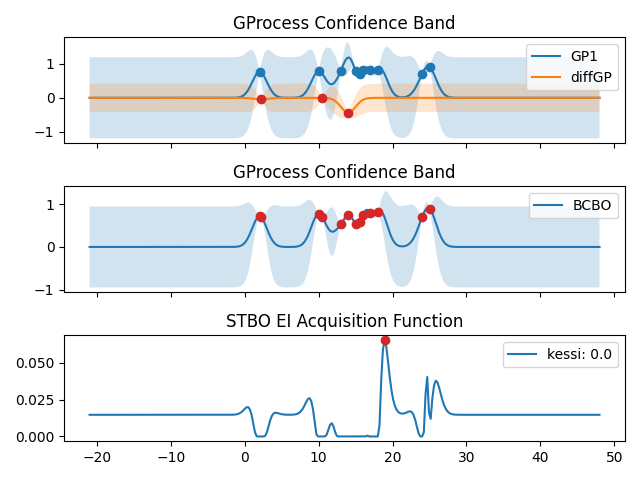 GProcess Confidence Band
1
0
−1
GP1
diffGP
GProcess Confidence Band
1
0
−1
BCBO
STBO EI Acquisition Function
0.050
0.025
0.000
kessi: 0.0
−20 −10 0 10 20 30 40 50